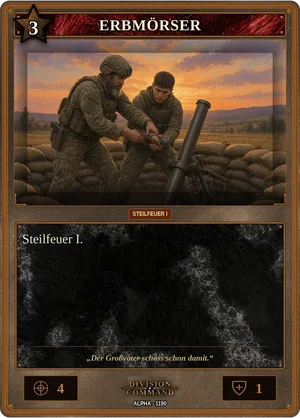 3
ERBMÖRSER
STEILFEUER I
Steilfeuer I.
„Der Großvater schoss schon damit.“
4
DIVISION
COMMAND
ALPHA · 1190
1